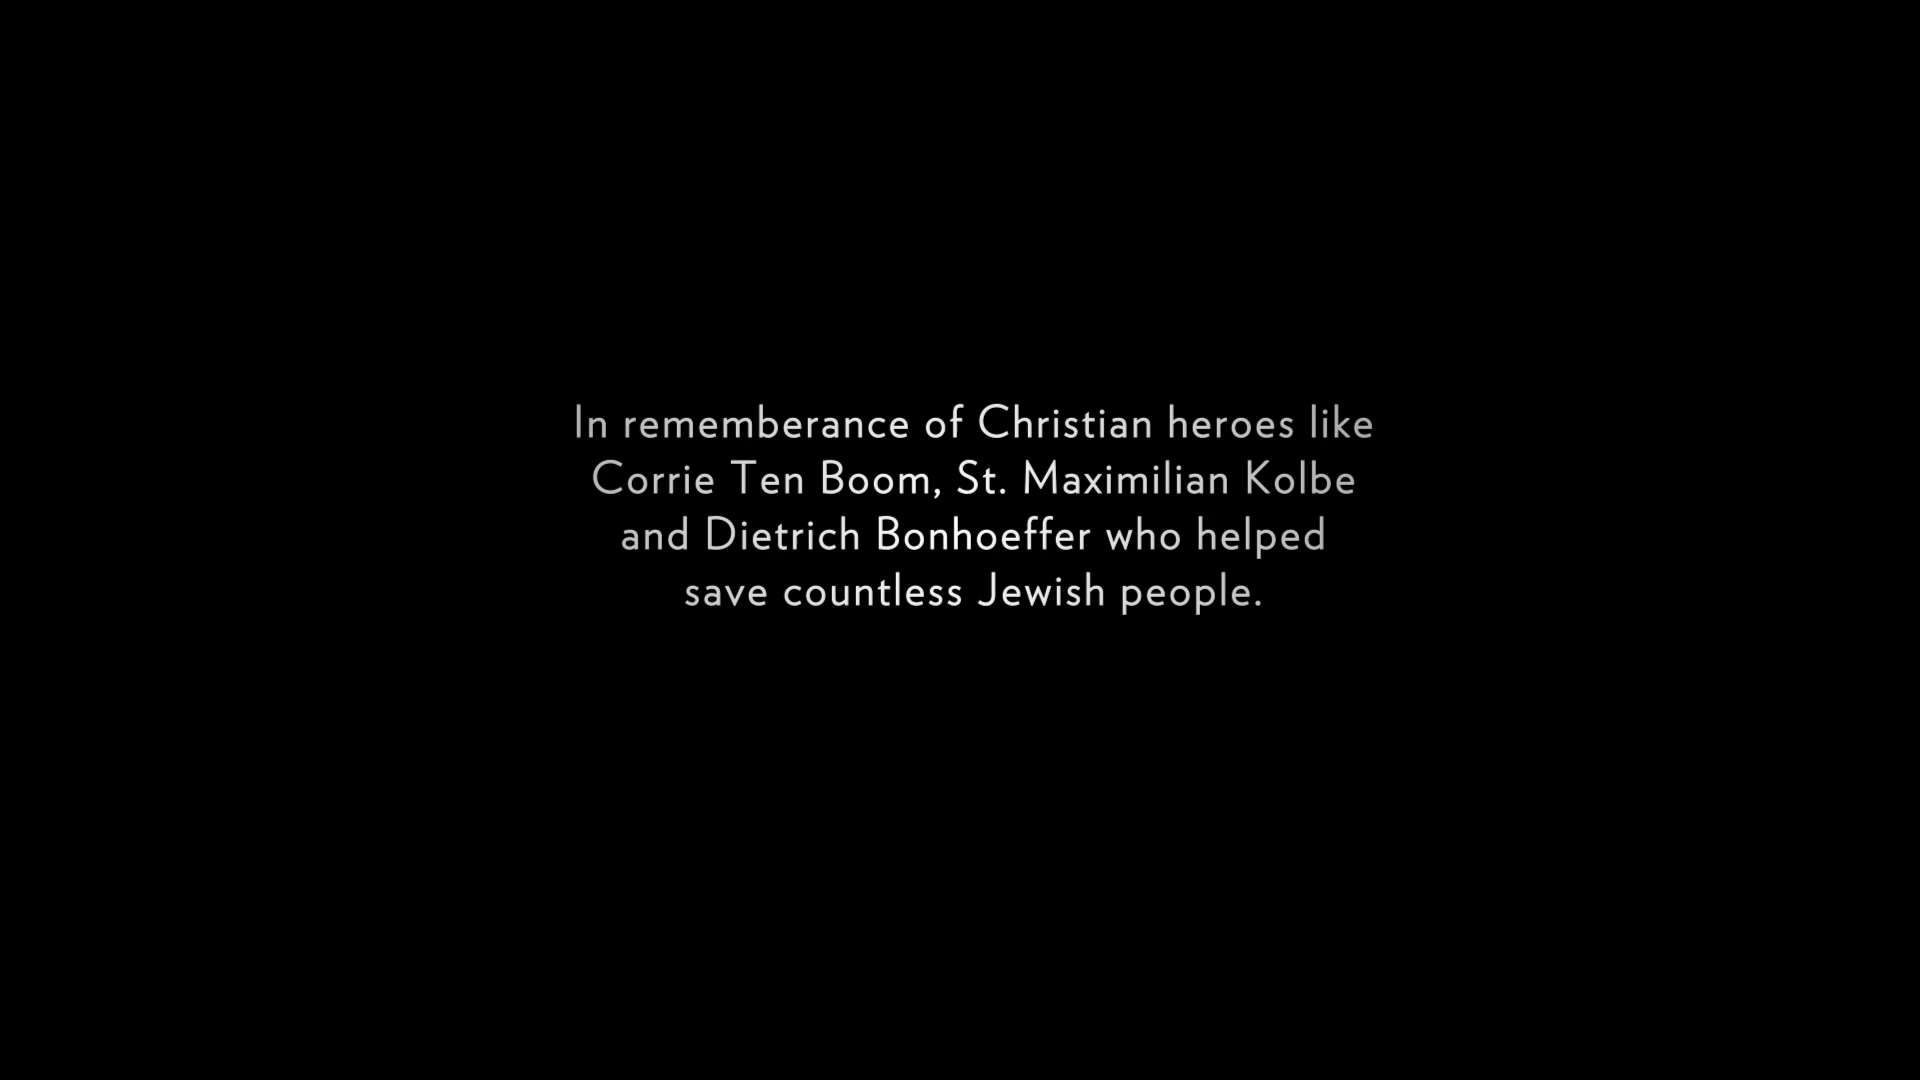 In rememberance of Christian heroes like
Corrie Ten Boom, St. Maximilian Kolbe
and Dietrich Bonhoeffer who helped
save countless Jewish people.